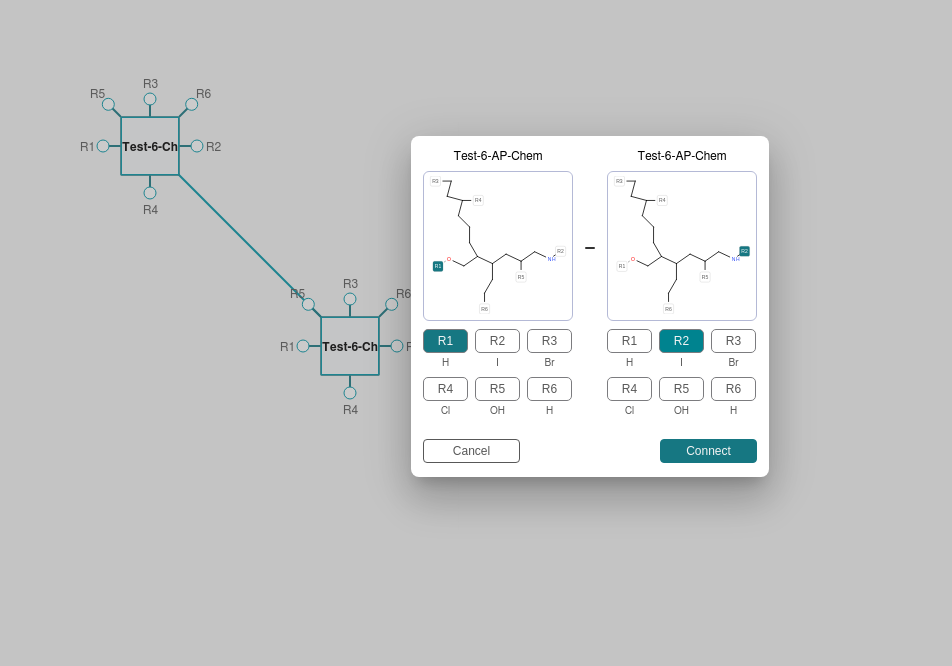 R3
R5
R6
R1
Test-6-Ch
R2
R4
R3
R5
R6
R1
Test-6-Ch
R4
Test-6-AP-Chem
R3
R4
R2
O
NH
R1
R5
R6
R1 R2 R3
H I Br
R4 R5 R6
Cl OH H
Test-6-AP-Chem
R3
R4
R2
O
NH
R1
R5
R6
R1 R2 R3
H I Br
R4 R5 R6
Cl OH H
Cancel
Connect